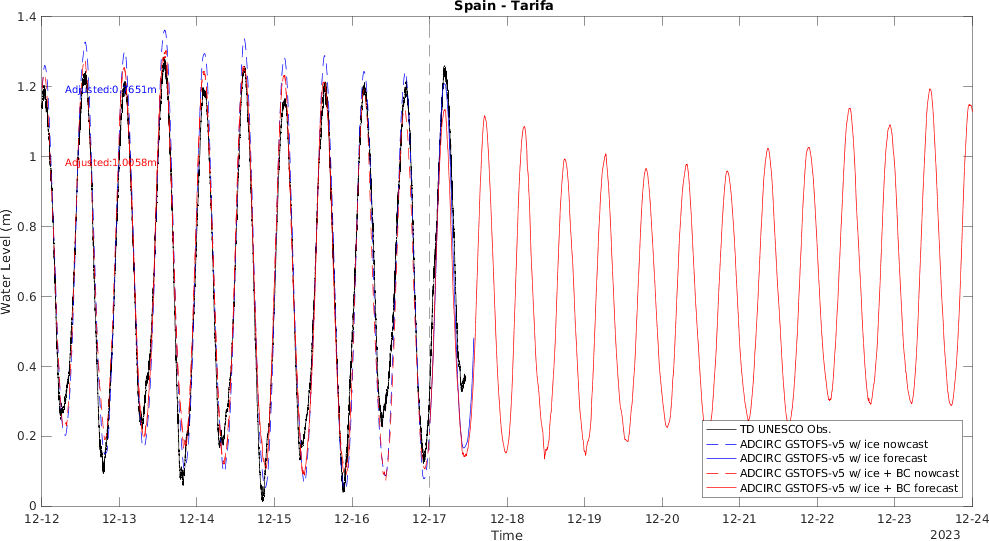 Spain - Tarifa
1.4
1.2
1
0.8
0.6
0.4
0.2
0
Water Level (m)
Adjusted:1.0058m
TD UNESCO Obs.
ADCIRC GSTOFS-v5 w/ ice nowcast
ADCIRC GSTOFS-v5 w/ ice forecast
ADCIRC GSTOFS-v5 w/ ice + BC nowcast
ADCIRC GSTOFS-v5 w/ ice + BC forecast
12-12 12-13 12-14 12-15 12-16 12-17 12-18 12-19 12-20 12-21 12-22 12-23 12-24
Time
2023